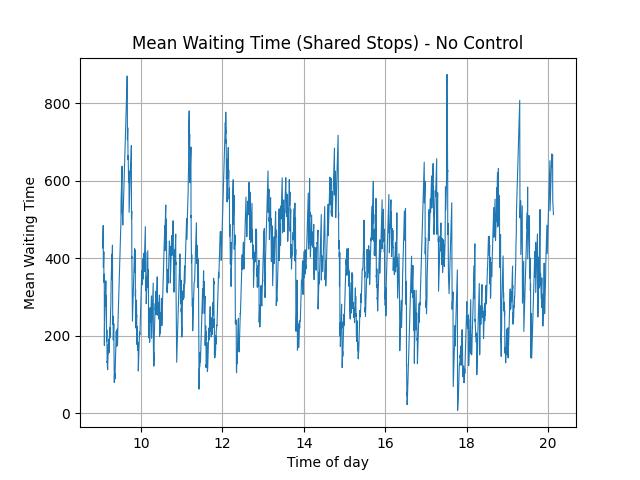 Mean Waiting Time (Shared Stops) - No Control
Mean Waiting Time
800
600
400
200
0
10 12 14 16 18 20
Time of day